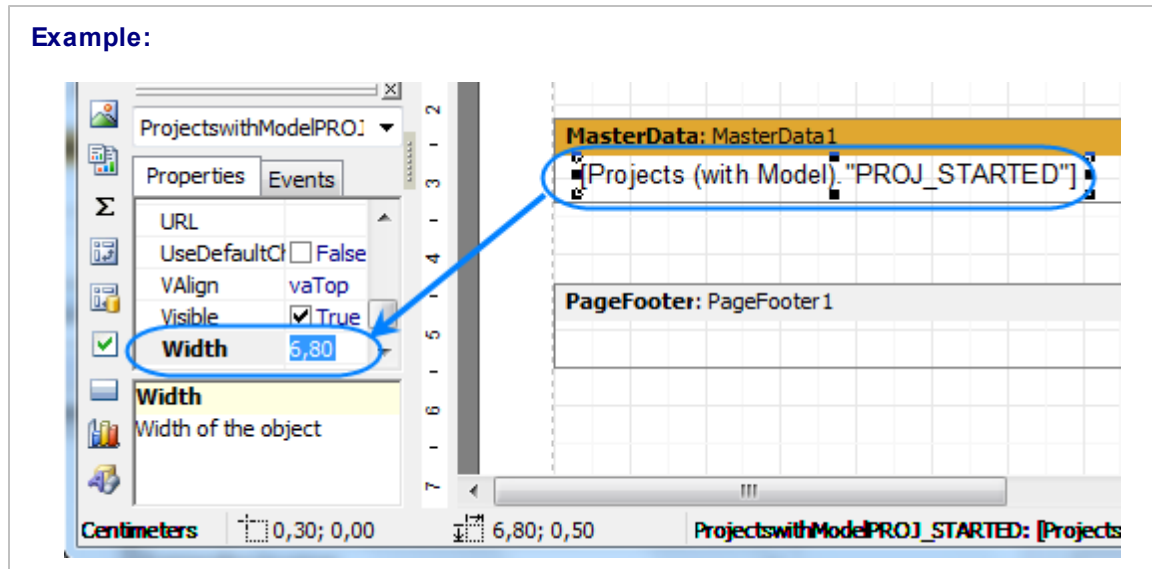 Example:
ProjectswithModelPROJ
Properties Events
URL
UseDefaultCh False
VAlign vaTop
Visible True
Width 6,80
Width
Width of the object
2
3
4
5
6
7
MasterData: MasterData1
[Projects (with Model)."PROJ_STARTED"]
PageFooter: PageFooter1
Centimeters 0,30; 0,00 6,80; 0,50 ProjectswithModelPROJ_STARTED: [Projects